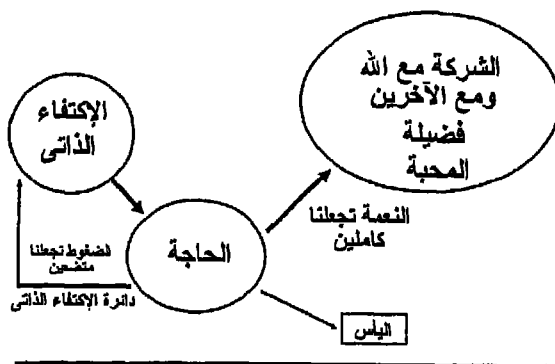 الشركة مع الله
ومع الآخرين
فضيلة
المحبة
الإكتفاء
الذاتى
النعمة تجعلنا
كاملين
الحاجة
لضغوط تجعلنا
متضعين
دائرة الإكتفاء الذاتى
اليأس